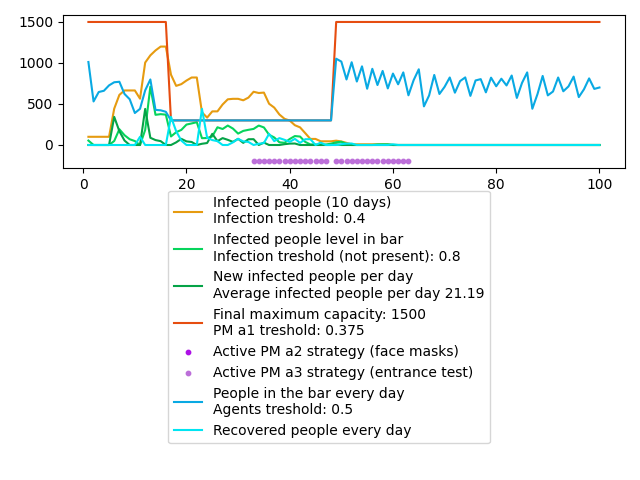 1500
1000
500
0
0
20
40
60
80
100
Infected people (10 days)
Infection treshold: 0.4
Infected people level in bar
Infection treshold (not present): 0.8
New infected people per day
Average infected people per day 21.19
Final maximum capacity: 1500
PM a1 treshold: 0.375
Active PM a2 strategy (face masks)
Active PM a3 strategy (entrance test)
People in the bar every day
Agents treshold: 0.5
Recovered people every day